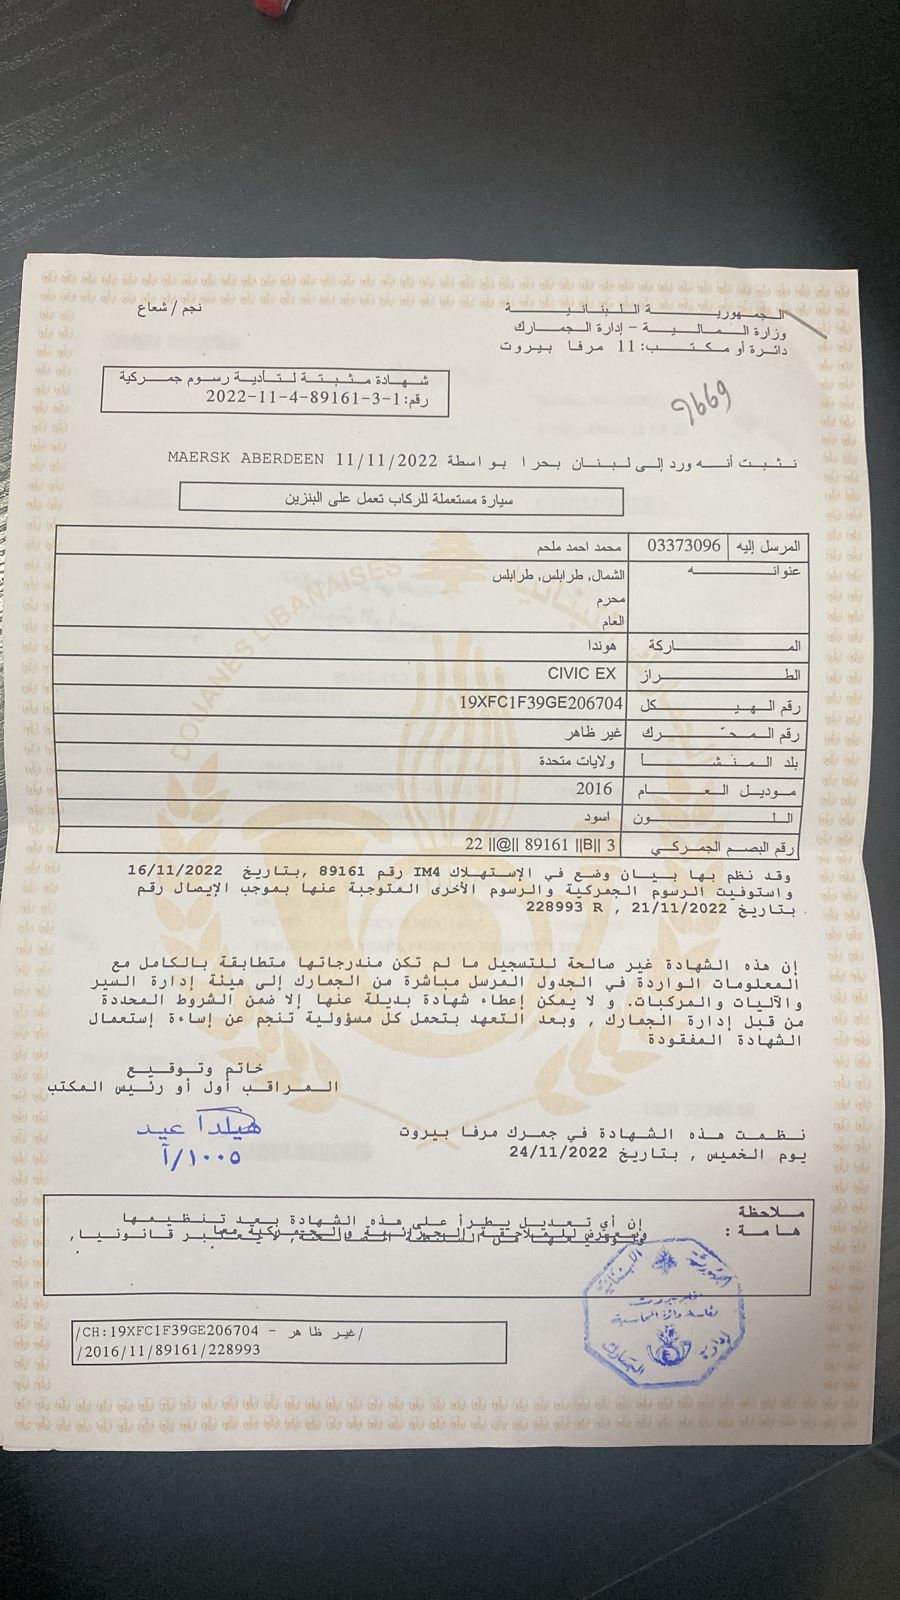 الجمهورية اللبنانية
وزارة المالية - إدارة الجمارك
دائرة أو مكتب: 11 مرفا بيروت
نجم / شعاع
شهادة مثبتة لتأدية رسوم جمركية
رقم: 2022-11-4-89161-3-1
9669
نثبت أنه ورد إلى لبنان بحرا بواسطة MAERSK ABERDEEN 11/11/2022
سيارة مستعملة للركاب تعمل على البنزين
المرسل إليه 03373096 محمد احمد ملحم
عنوانه الشمال, طرابلس, طرابلس
محرم
العام
الماركة هوندا
الطراز CIVIC EX
رقم الهيكل 19XFC1F39GE206704
رقم المحرّك غير ظاهر
بلد المنشأ ولايات متحدة
موديل العام 2016
اللون اسود
رقم البصم الجمركي 22 ||@|| 89161 ||B|| 3
وقد نظم بها بيان وضع في الإستهلاك IM4 رقم 89161 ,بتاريخ 16/11/2022
واستوفيت الرسوم الجمركية والرسوم الأخرى المتوجبة عنها بموجب الإيصال رقم
228993 R , 21/11/2022 بتاريخ
إن هذه الشهادة غير صالحة للتسجيل ما لم تكن مندرجاتها متطابقة بالكامل مع
المعلومات الواردة في الجدول المرسل مباشرة من الجمارك إلى هيئة إدارة السير
والآليات والمركبات. و لا يمكن إعطاء شهادة بديلة عنها إلا ضمن الشروط المحددة
من قبل إدارة الجمارك , وبعد التعهد بتحمل كل مسؤولية تنجم عن إساءة إستعمال
الشهادة المفقودة
خاتم وتوقيع
المراقب أول أو رئيس المكتب
هيلدا عيد
١٠٠٥/أ
نظمت هذه الشهادة في جمرك مرفا بيروت
يوم الخميس , بتاريخ 24/11/2022
ملاحظة
هامة :
إن أي تعديل يطرأ على هذه الشهادة بعد تنظيمها
الجمهورية اللبنانية
إدارة الجمارك
/CH:19XFC1F39GE206704 - غير ظاهر/
/2016/11/89161/228993
DOUANES LIBANAISES